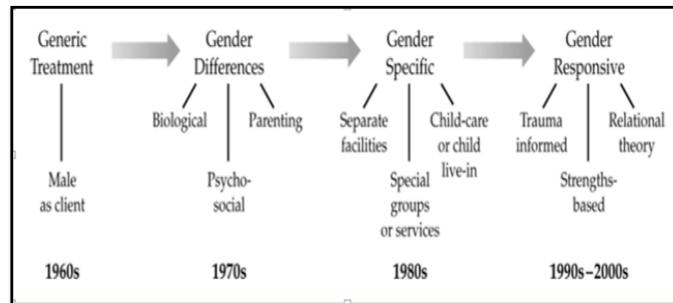 Generic
Treatment
Gender
Differences
Gender
Specific
Gender
Responsive
Biological
Parenting
Separate
facilities
Child-care
or child
live-in
Trauma
informed
Relational
theory
Male
as client
Psycho-
social
Special
groups
or services
Strengths-
based
1960s
1970s
1980s
1990s–2000s